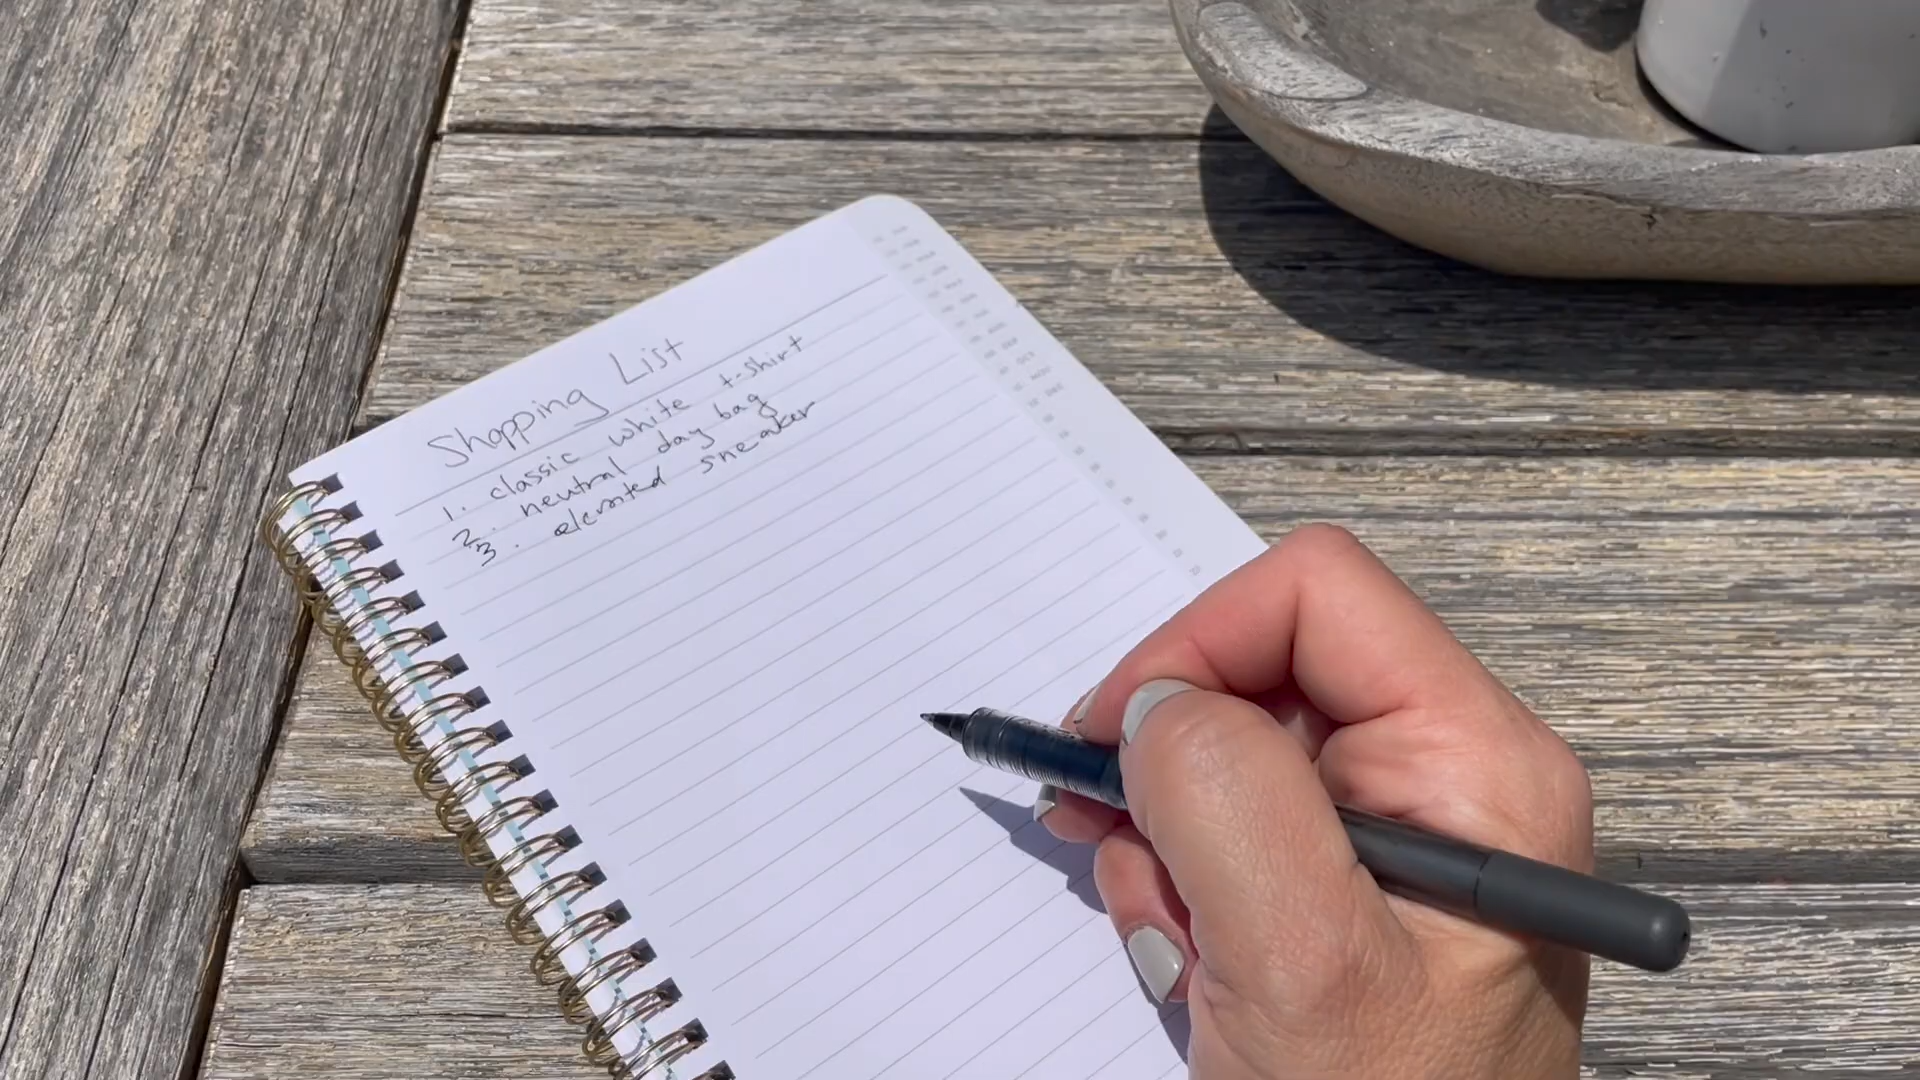 Shopping List
1. classic white t-shirt
2. neutral day bag
3. elevated sneaker